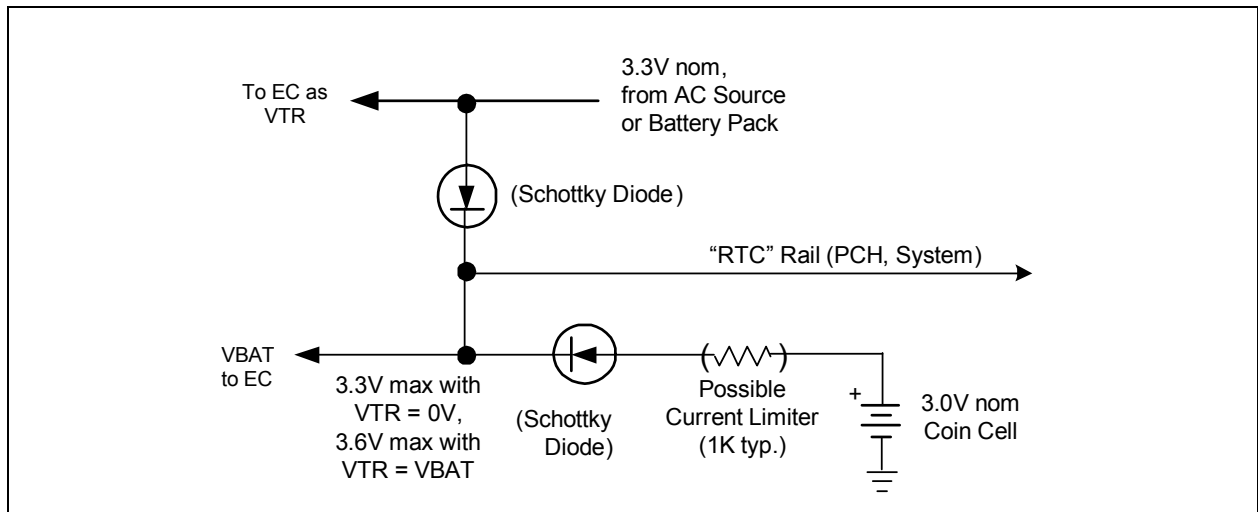 3.3V nom,
from AC Source
or Battery Pack
To EC as
VTR
(Schottky Diode)
“RTC” Rail (PCH, System)
VBAT
to EC
3.3V max with
VTR = 0V,
3.6V max with
VTR = VBAT
(Schottky
Diode)
Possible
Current Limiter
(1K typ.)
+
3.0V nom
Coin Cell